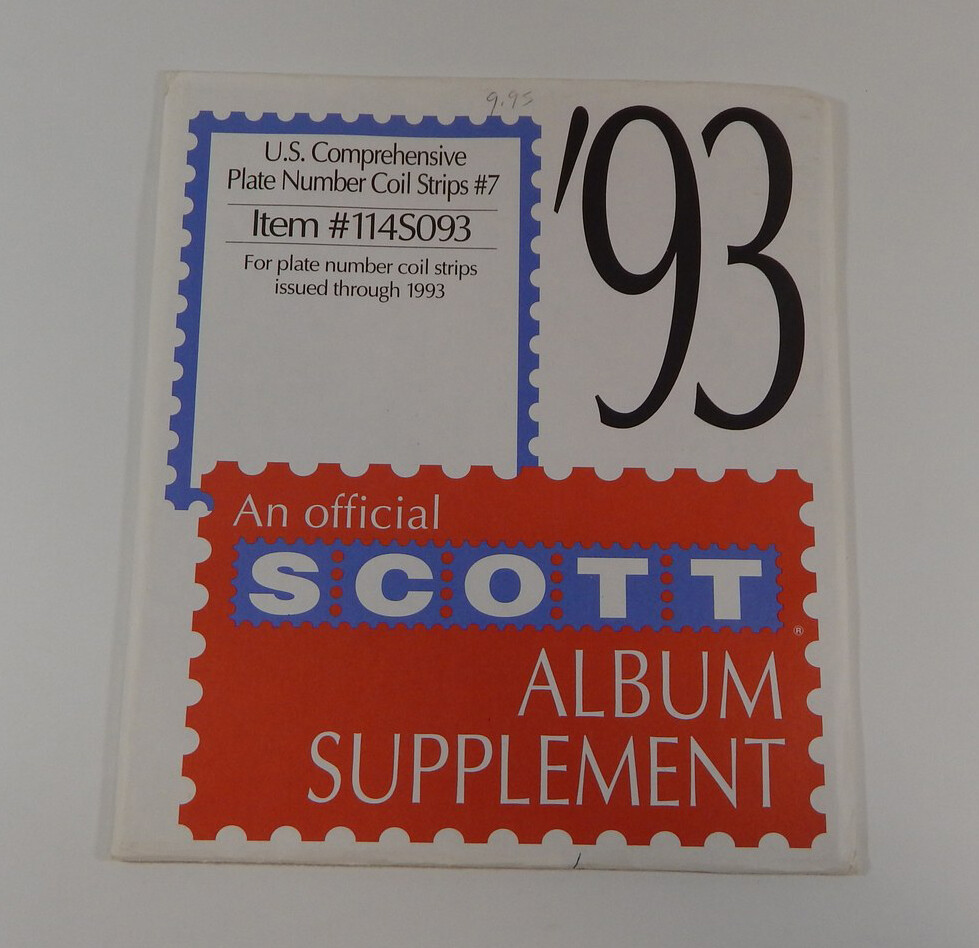 9.95
'93
U.S. Comprehensive
Plate Number Coil Strips #7
Item #114S093
For plate number coil strips
issued through 1993
An official
SCOTT
®
ALBUM
SUPPLEMENT